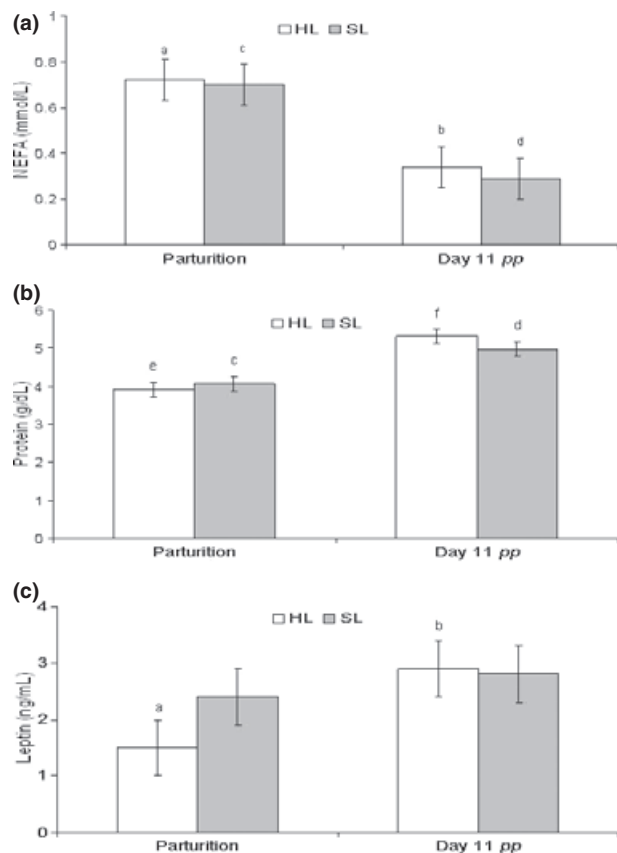 (a)
NEFA (mmol/L)
1
0.8
0.6
0.4
0.2
0
HL SL
a
c
b
d
Parturition Day 11 pp
(b)
Protein (g/dL)
6
5
4
3
2
1
0
HL SL
e
c
f
d
Parturition Day 11 pp
(c)
Leptin (ng/mL)
4
3
2
1
0
HL SL
a
b
Parturition Day 11 pp